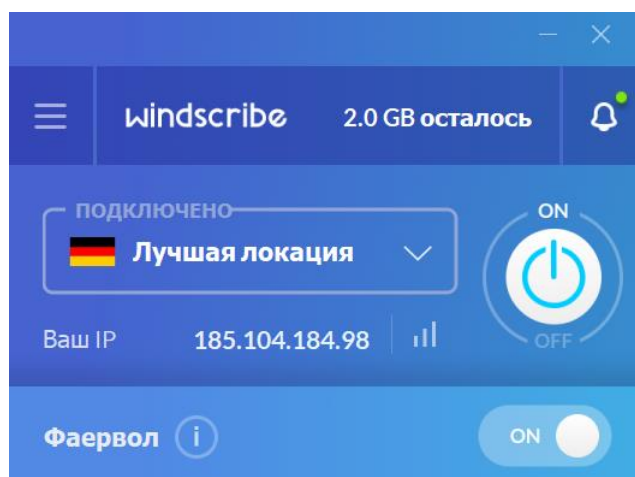 windscribe 2.0 GB осталось
ПОДКЛЮЧЕНО
ON
Лучшая локация
Ваш IP 185.104.184.98
OFF
Фаервол i ON